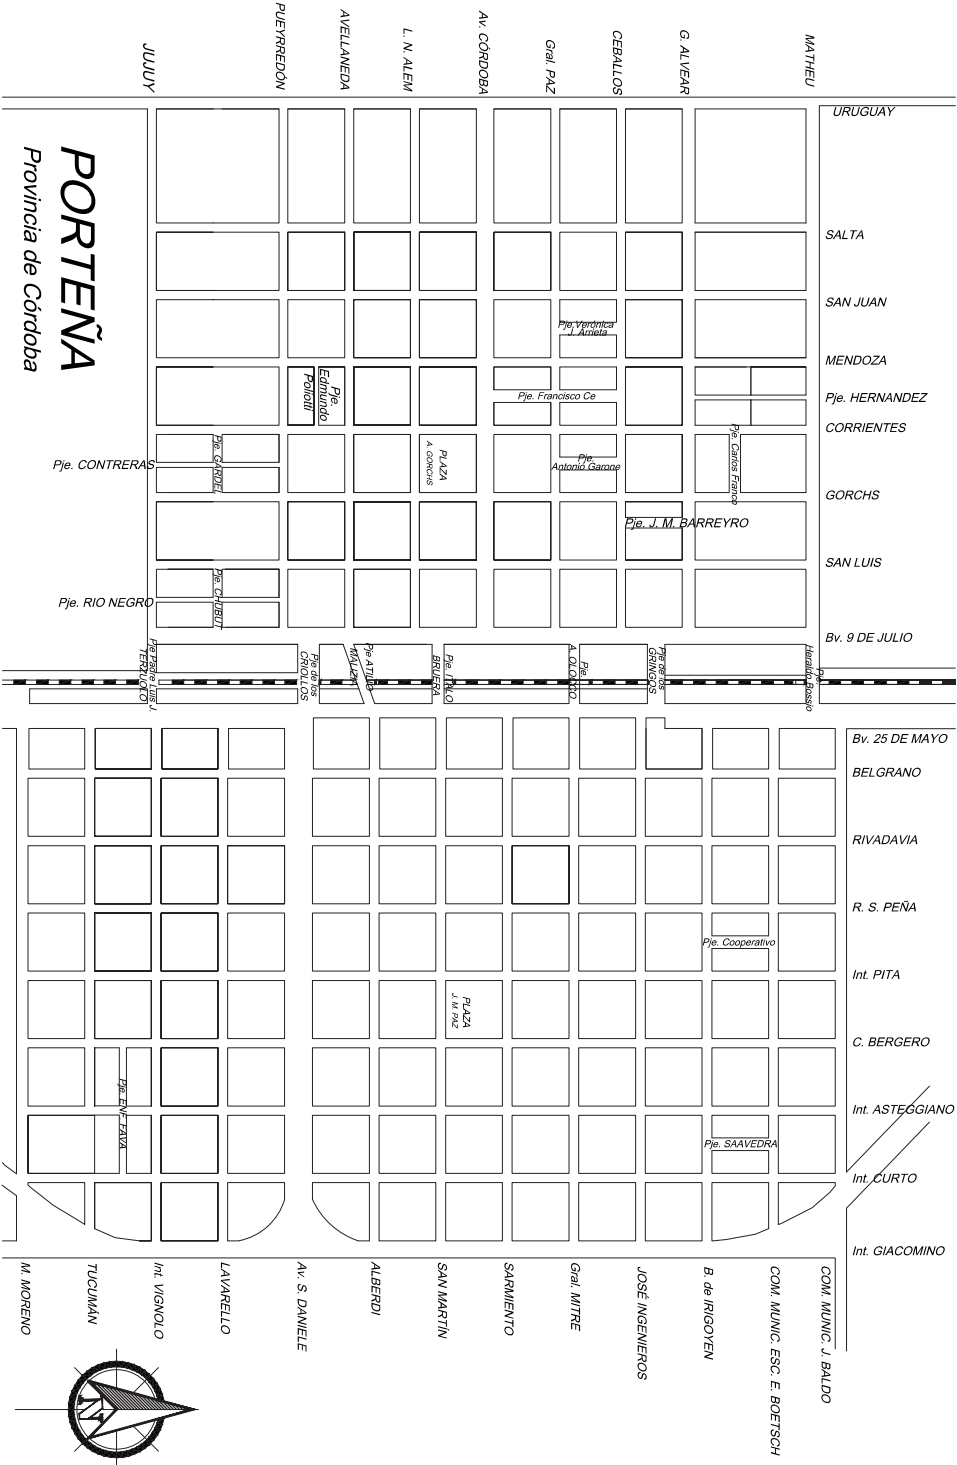 PUEYRREDÓN
AVELLANEDA
L. N. ALEM
Av. CÓRDOBA
Gral. PAZ
CEBALLOS
G. ALVEAR
MATHEU
JUJUY
URUGUAY
PORTEÑA
Provincia de Córdoba
SALTA
SAN JUAN
Pje. Verónica
J. Arrieta
MENDOZA
Pje.
Edmundo
Poliotti
Pje. Francisco Ce
Pje. HERNANDEZ
CORRIENTES
Pje. CONTRERAS
Pje. GARDEL
PLAZA
A. GORCHS
Pje.
Antonio Garone
Pje. Carlos Franco
GORCHS
Pje. J. M. BARREYRO
SAN LUIS
Pje. RIO NEGRO
Pje. CHUBUT
Bv. 9 DE JULIO
Pje Padre Luis J.
TERZUOLO
Pje de los
CRIOLLOS
Pje ATILIO
MALIZIA
Pje. ITALO
BRUERA
Pje.
A. OLOCCO
Pje de los
GRINGOS
Pje.
Heraldo Bossio
Bv. 25 DE MAYO
BELGRANO
RIVADAVIA
R. S. PEÑA
Pje. Cooperativo
Int. PITA
PLAZA
J. M. PAZ
C. BERGERO
Pje. ENF. FAVA
Int. ASTEGGIANO
Pje. SAAVEDRA
Int. CURTO
Int. GIACOMINO
M. MORENO
TUCUMÁN
Int. VIGNOLO
LAVARELLO
Av. S. DANIELE
ALBERDI
SAN MARTÍN
SARMIENTO
Gral. MITRE
JOSÉ INGENIEROS
B. de IRIGOYEN
COM. MUNIC. ESC. E. BOETSCH
COM. MUNIC. J. BALDO
N